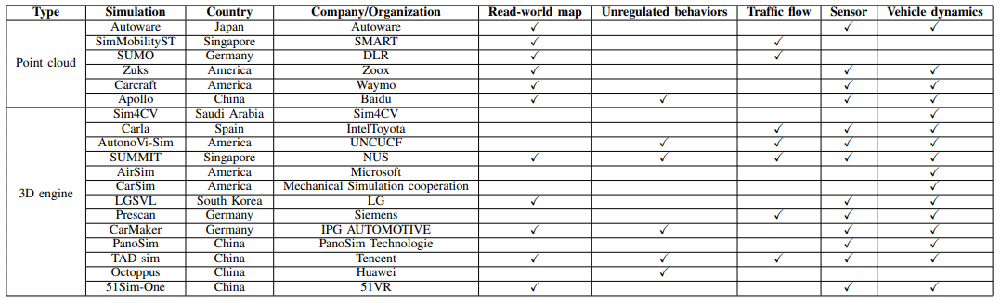 Type Simulation Country Company/Organization Read-world map Unregulated behaviors Traffic flow Sensor Vehicle dynamics
Point cloud
Autoware Japan Autoware ✓ ✓ ✓
SimMobilityST Singapore SMART ✓ ✓
SUMO Germany DLR ✓ ✓
Zuks America Zoox ✓ ✓ ✓
Carcraft America Waymo ✓ ✓ ✓
Apollo China Baidu ✓ ✓ ✓ ✓
3D engine
Sim4CV Saudi Arabia Sim4CV ✓
Carla Spain IntelToyota ✓ ✓ ✓
AutonoVi-Sim America UNCUCF ✓ ✓ ✓ ✓
SUMMIT Singapore NUS ✓ ✓ ✓ ✓ ✓
AirSim America Microsoft ✓
CarSim America Mechanical Simulation cooperation ✓
LGSVL South Korea LG ✓ ✓ ✓
Prescan Germany Siemens ✓ ✓ ✓
CarMaker Germany IPG AUTOMOTIVE ✓ ✓ ✓ ✓
PanoSim China PanoSim Technologie ✓ ✓
TAD sim China Tencent ✓ ✓ ✓ ✓ ✓
Octoppus China Huawei ✓
51Sim-One China 51VR ✓ ✓ ✓